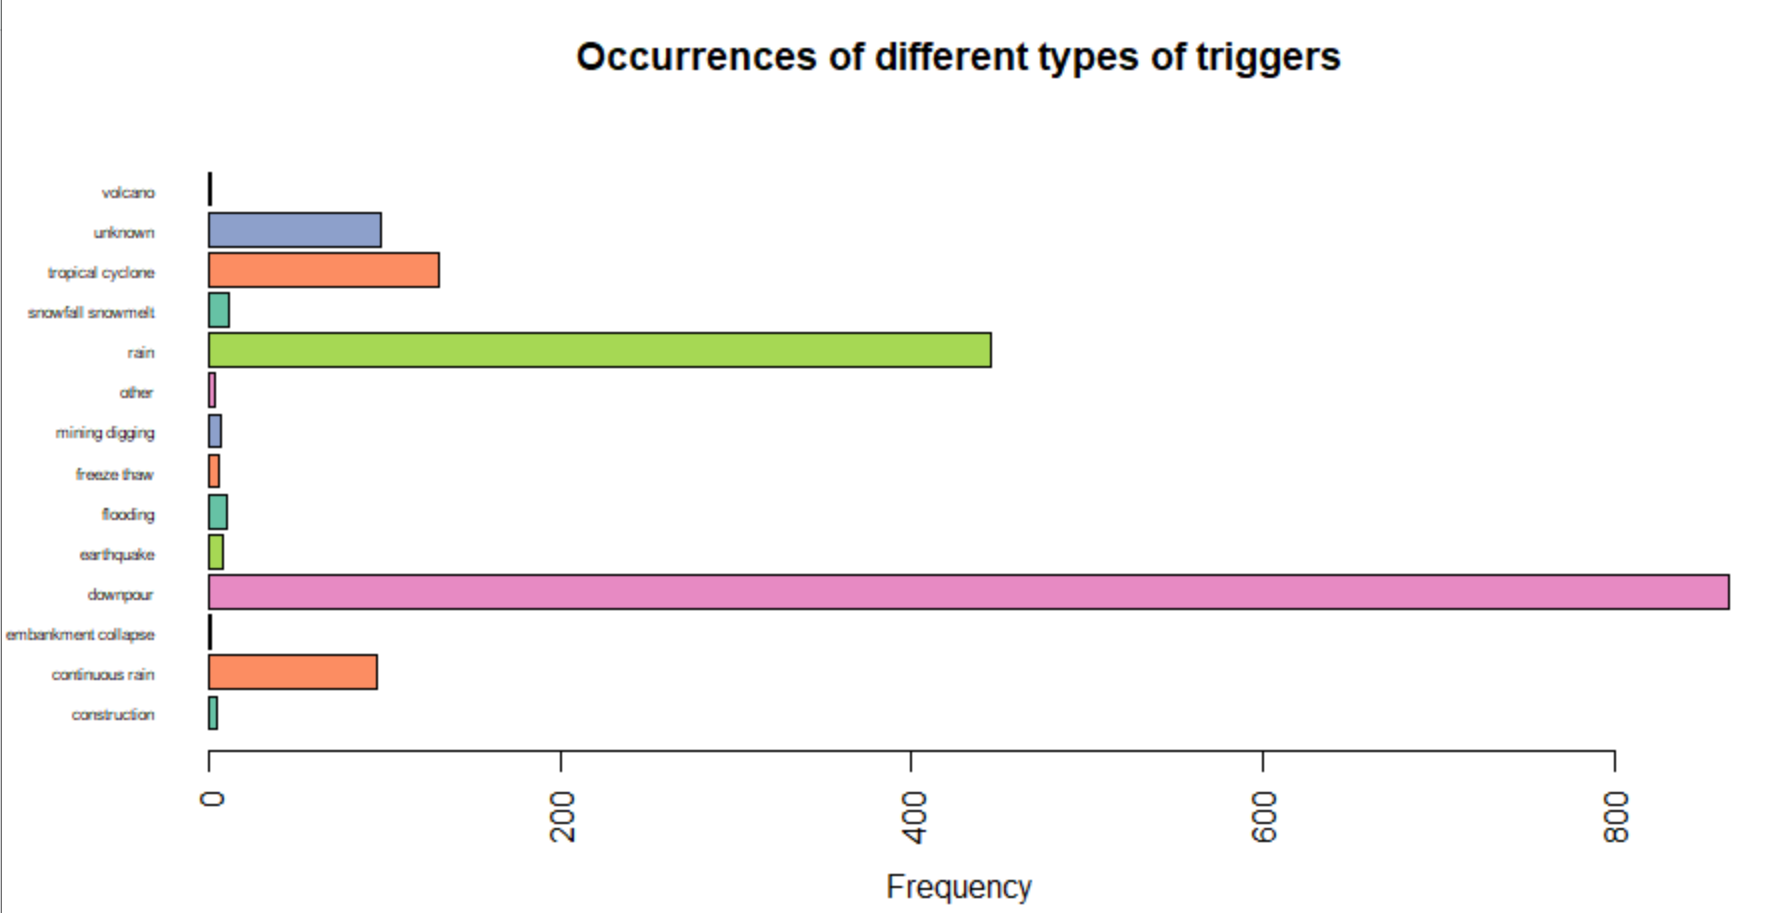 Occurrences of different types of triggers
volcano
unknown
tropical cyclone
snowfall snowmelt
rain
other
mining digging
freeze thaw
flooding
earthquake
downpour
embankment collapse
continuous rain
construction
0
200
400
600
800
Frequency